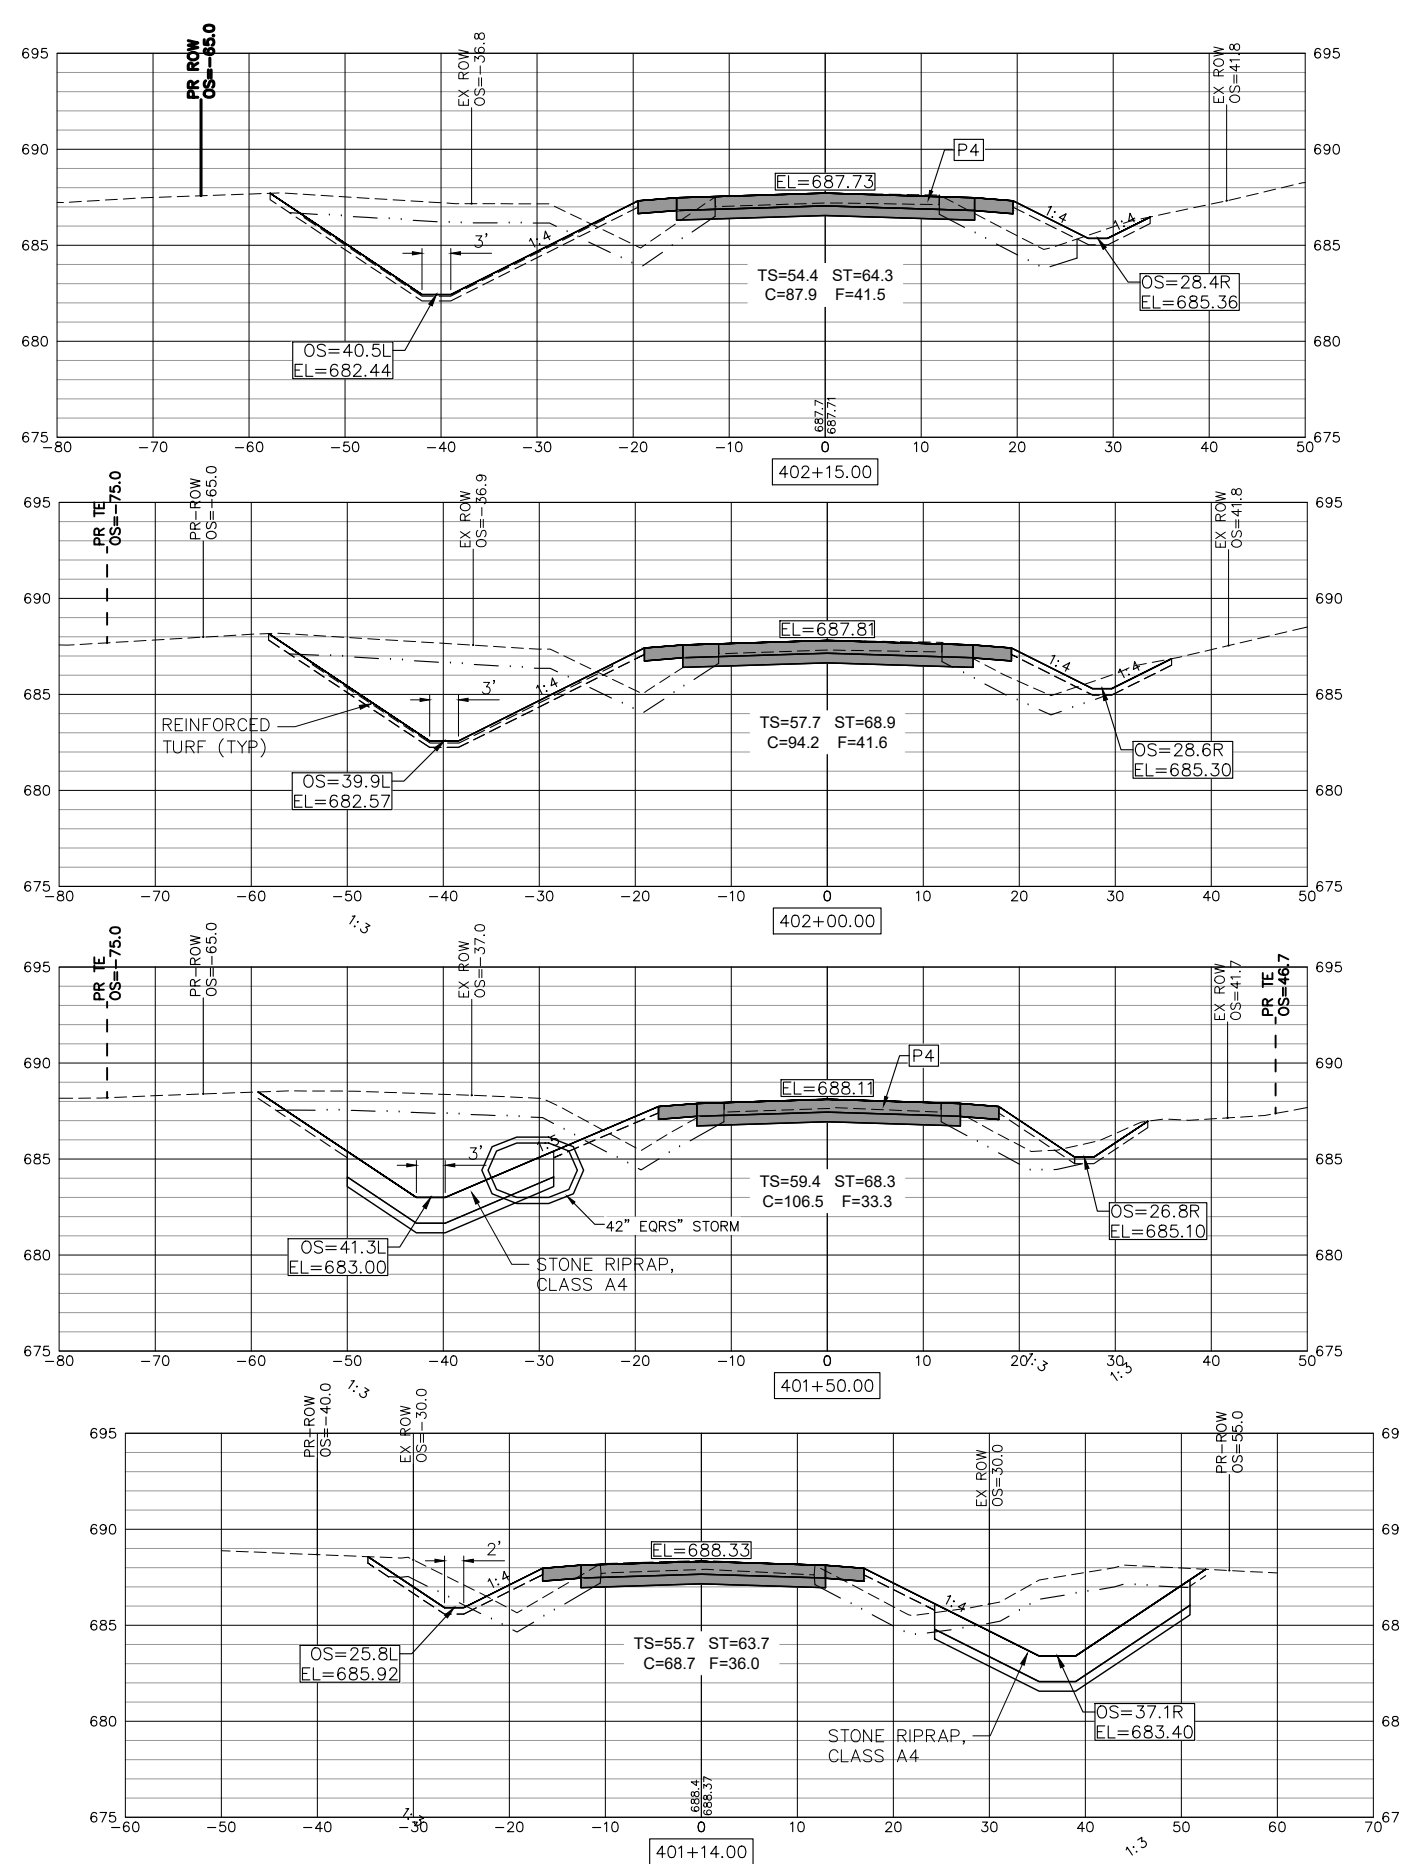 PR ROW
OS=-65.0
EX ROW
OS=-36.8
EX ROW
OS=41.8
695
695
690
690
685
685
680
680
675
675
P4
EL=687.73
1:4
3'
1:4
1:4
TS=54.4 ST=64.3
C=87.9 F=41.5
OS=28.4R
EL=685.36
OS=40.5L
EL=682.44
687.7
687.71
-80 -70 -60 -50 -40 -30 -20 -10 0 10 20 30 40 50
402+15.00
PR TE
OS=-75.0
PR-ROW
OS=-65.0
EX ROW
OS=-36.9
EX ROW
OS=41.8
695
695
690
690
685
685
680
680
675
675
EL=687.81
1:4
3'
1:4
1:4
REINFORCED
TURF (TYP)
TS=57.7 ST=68.9
C=94.2 F=41.6
OS=28.6R
EL=685.30
OS=39.9L
EL=682.57
-80 -70 -60 -50 -40 -30 -20 -10 0 10 20 30 40 50
402+00.00
1:3
PR TE
OS=-75.0
PR-ROW
OS=-65.0
EX ROW
OS=-37.0
EX ROW
OS=41.7
PR TE
OS=46.7
695
695
690
690
685
685
680
680
675
675
P4
EL=688.11
3'
TS=59.4 ST=68.3
C=106.5 F=33.3
42" EQRS" STORM
OS=26.8R
EL=685.10
OS=41.3L
EL=683.00
STONE RIPRAP,
CLASS A4
-80 -70 -60 -50 -40 -30 -20 -10 0 10 20 30 40 50
401+50.00
1:3
1:3
1:3
PR-ROW
OS=-40.0
EX ROW
OS=-30.0
EX ROW
OS=30.0
PR-ROW
OS=55.0
695
69
690
69
685
68
680
68
675
67
EL=688.33
2'
1:4
1:4
TS=55.7 ST=63.7
C=68.7 F=36.0
OS=25.8L
EL=685.92
OS=37.1R
EL=683.40
STONE RIPRAP,
CLASS A4
688.4
688.37
-60 -50 -40 -30 -20 -10 0 10 20 30 40 50 60 70
401+14.00
1:3